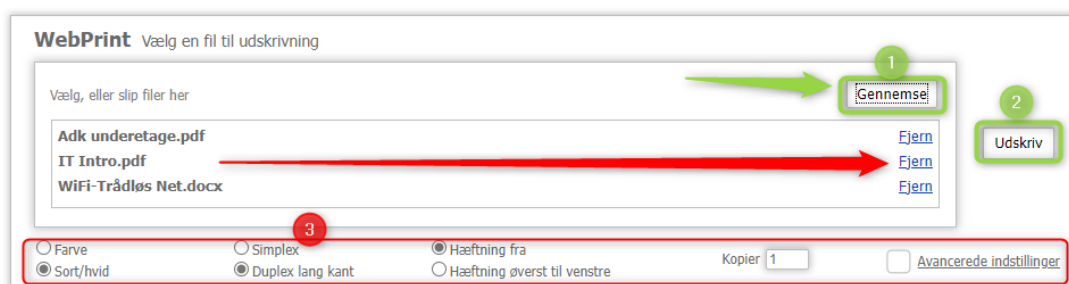 WebPrint Vælg en fil til udskrivning
1
Vælg, eller slip filer her
Gennemse
2
Udskriv
Adk underetage.pdf Fjern
IT Intro.pdf Fjern
WiFi-Trådløs Net.docx Fjern
3
Farve Simplex Hæftning fra Kopier 1 Avancerede indstillinger
Sort/hvid Duplex lang kant Hæftning øverst til venstre